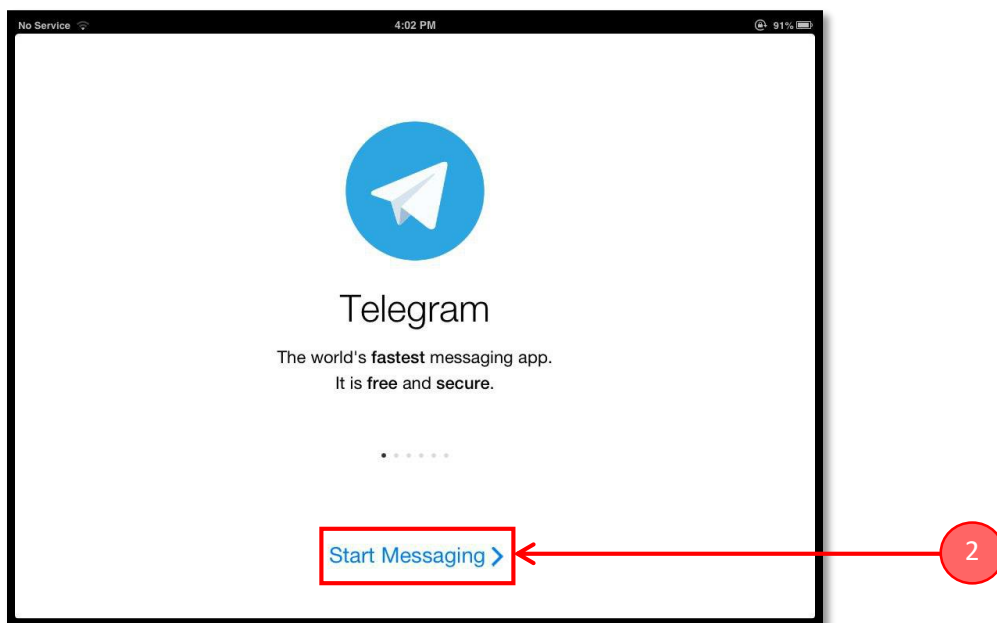 No Service 4:02 PM 91%
Telegram
The world's fastest messaging app.
It is free and secure.
Start Messaging
2